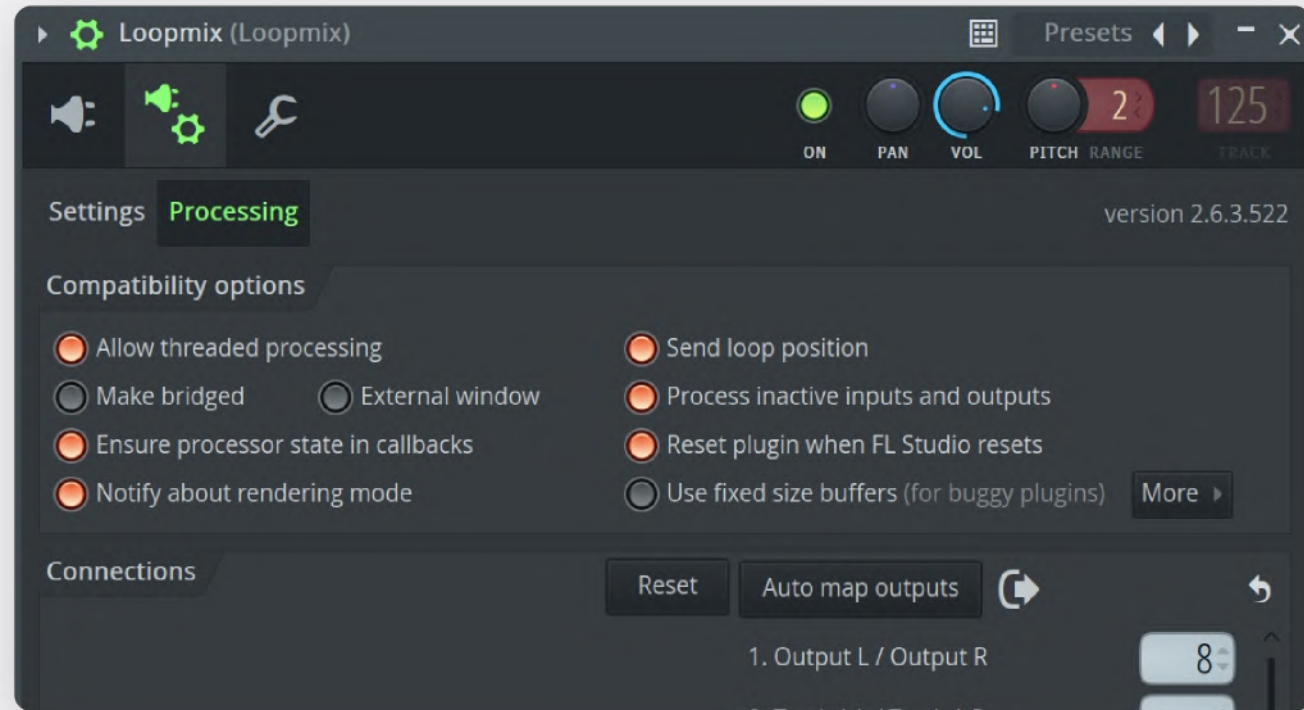 Loopmix (Loopmix)
Presets
2
125
ON PAN VOL PITCH RANGE TRACK
Settings Processing
version 2.6.3.522
Compatibility options
Allow threaded processing Send loop position
Make bridged External window Process inactive inputs and outputs
Ensure processor state in callbacks Reset plugin when FL Studio resets
Notify about rendering mode Use fixed size buffers (for buggy plugins) More
Connections Reset Auto map outputs
1. Output L / Output R 8